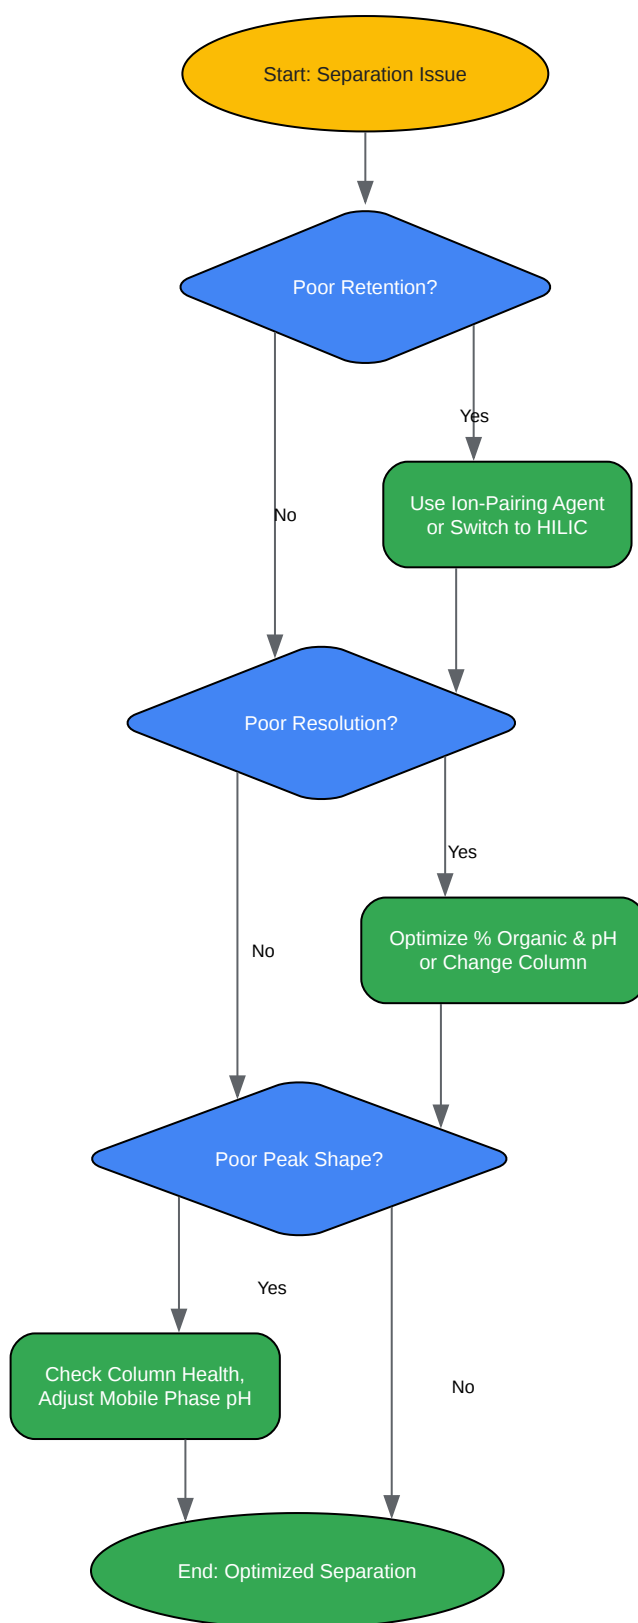 Start: Separation Issue
Poor Retention?
Yes
Use Ion-Pairing Agent
or Switch to HILIC
No
Poor Resolution?
Yes
Optimize % Organic & pH
or Change Column
No
Poor Peak Shape?
Yes
Check Column Health,
Adjust Mobile Phase pH
No
End: Optimized Separation